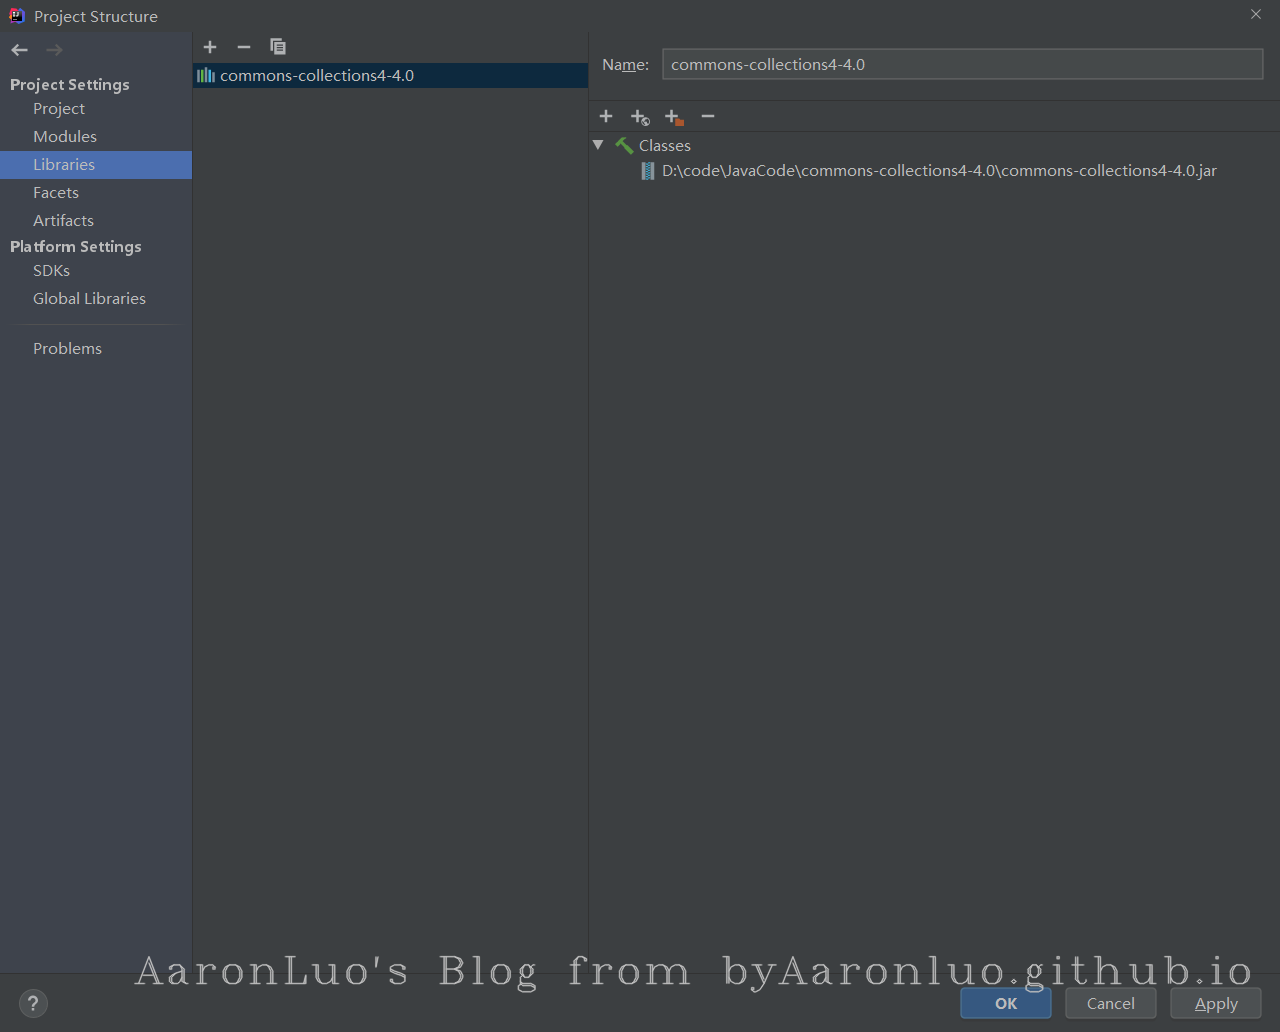 Project Structure
Project Settings
Project
Modules
Libraries
Facets
Artifacts
Platform Settings
SDKs
Global Libraries
Problems
commons-collections4-4.0
Name: commons-collections4-4.0
Classes
D:\code\JavaCode\commons-collections4-4.0\commons-collections4-4.0.jar
AaronLuo's Blog from byAaronluo.github.io
?
OK
Cancel
Apply